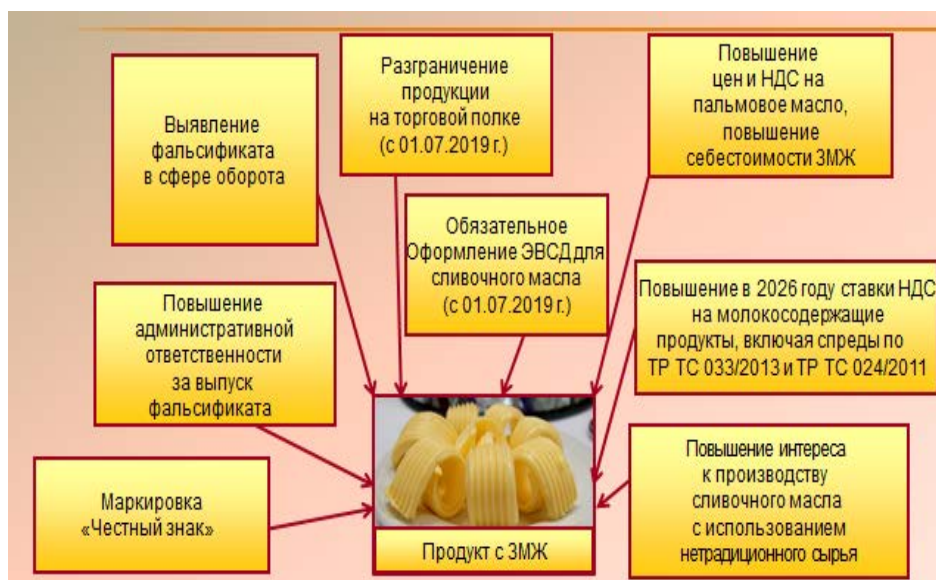 Выявление
фальсификата
в сфере оборота
Разграничение
продукции
на торговой полке
(с 01.07.2019 г.)
Повышение
цен и НДС на
пальмовое масло,
повышение
себестоимости ЗМЖ
Обязательное
Оформление ЭВСД для
сливочного масла
(с 01.07.2019 г.)
Повышение
административной
ответственности
за выпуск
фальсификата
Повышение в 2026 году ставки НДС
на молокосодержащие
продукты, включая спреды по
ТР ТС 033/2013 и ТР ТС 024/2011
Маркировка
«Честный знак»
Повышение интереса
к производству
сливочного масла
с использованием
нетрадиционного сырья
Продукт с ЗМЖ